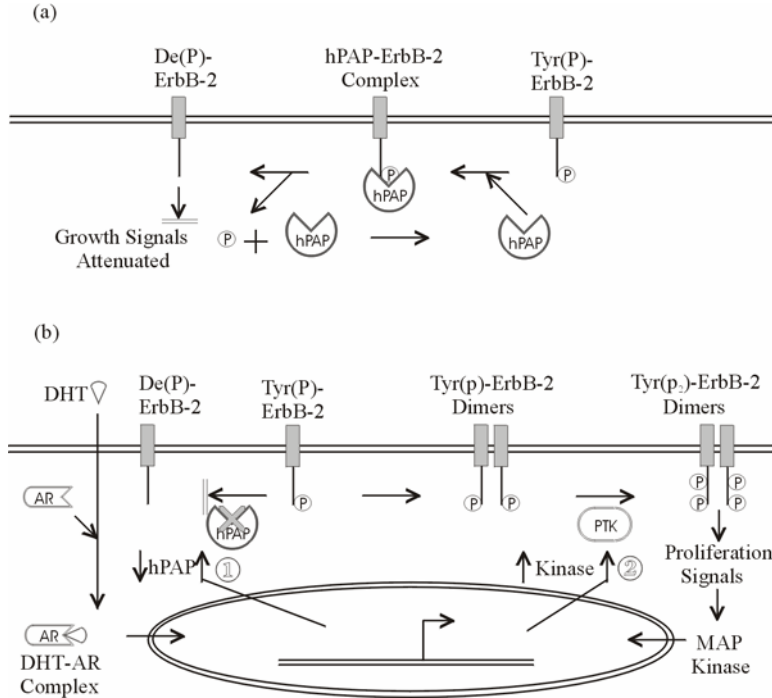 (a)
De(P)-
ErbB-2
hPAP-ErbB-2
Complex
Tyr(P)-
ErbB-2
P
hPAP
Growth Signals
Attenuated
P
+
hPAP
hPAP
P
(b)
DHT
De(P)-
ErbB-2
Tyr(P)-
ErbB-2
Tyr(p)-ErbB-2
Dimers
Tyr(p₂)-ErbB-2
Dimers
AR
P
P
P
P
P
P
P
hPAP
PTK
hPAP
1
Kinase
2
Proliferation
Signals
AR
DHT-AR
Complex
MAP
Kinase